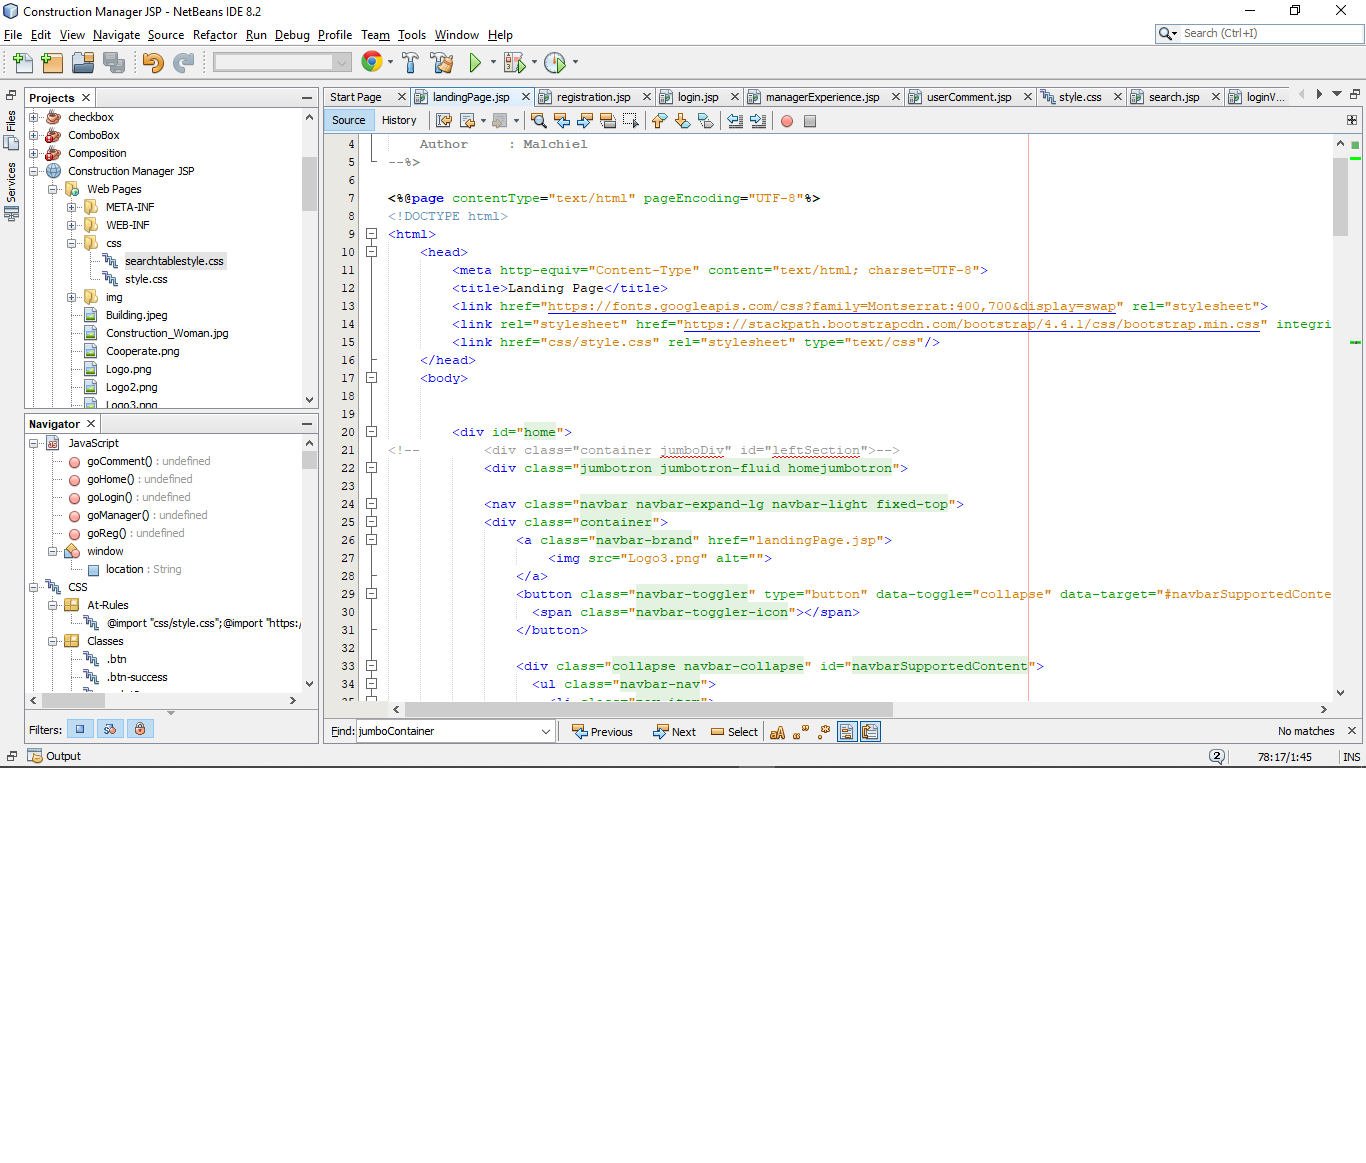 Construction Manager JSP - NetBeans IDE 8.2
File Edit View Navigate Source Refactor Run Debug Profile Team Tools Window Help
Search (Ctrl+I)
Files
Services
Projects
checkbox
ComboBox
Composition
Construction Manager JSP
Web Pages
META-INF
WEB-INF
css
searchtablestyle.css
style.css
img
Building.jpeg
Construction_Woman.jpg
Cooperate.png
Logo.png
Logo2.png
Logo3.png
Navigator
JavaScript
goComment() : undefined
goHome() : undefined
goLogin() : undefined
goManager() : undefined
goReg() : undefined
window
location : String
CSS
At-Rules
@import "css/style.css";@import "https:/
Classes
.btn
.btn-success
Filters:
Start Page landingPage.jsp registration.jsp login.jsp managerExperience.jsp userComment.jsp style.css search.jsp loginV...
Source History
4 Author : Malchiel
5 --%>
6
7 <%@page contentType="text/html" pageEncoding="UTF-8"%>
8 <!DOCTYPE html>
9 <html>
10 <head>
11 <meta http-equiv="Content-Type" content="text/html; charset=UTF-8">
12 <title>Landing Page</title>
13 <link href="https://fonts.googleapis.com/css?family=Montserrat:400,700&display=swap" rel="stylesheet">
14 <link rel="stylesheet" href="https://stackpath.bootstrapcdn.com/bootstrap/4.4.1/css/bootstrap.min.css" integri
15 <link href="css/style.css" rel="stylesheet" type="text/css"/>
16 </head>
17 <body>
18
19
20 <div id="home">
21 <!-- <div class="container jumboDiv" id="leftSection">-->
22 <div class="jumbotron jumbotron-fluid homejumbotron">
23
24 <nav class="navbar navbar-expand-lg navbar-light fixed-top">
25 <div class="container">
26 <a class="navbar-brand" href="landingPage.jsp">
27 <img src="Logo3.png" alt="">
28 </a>
29 <button class="navbar-toggler" type="button" data-toggle="collapse" data-target="#navbarSupportedConte
30 <span class="navbar-toggler-icon"></span>
31 </button>
32
33 <div class="collapse navbar-collapse" id="navbarSupportedContent">
34 <ul class="navbar-nav">
35 <li class="nav-item">
Find: jumboContainer Previous Next Select No matches
Output
2 78:17/1:45 INS